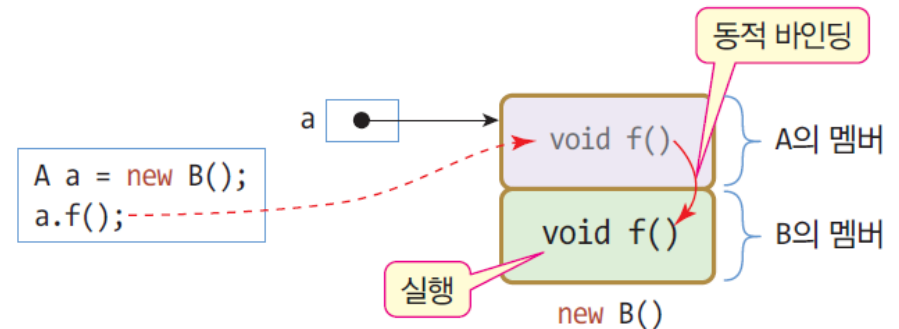 동적 바인딩
a
void f()
A의 멤버
A a = new B();
a.f();
void f()
B의 멤버
실행
new B()